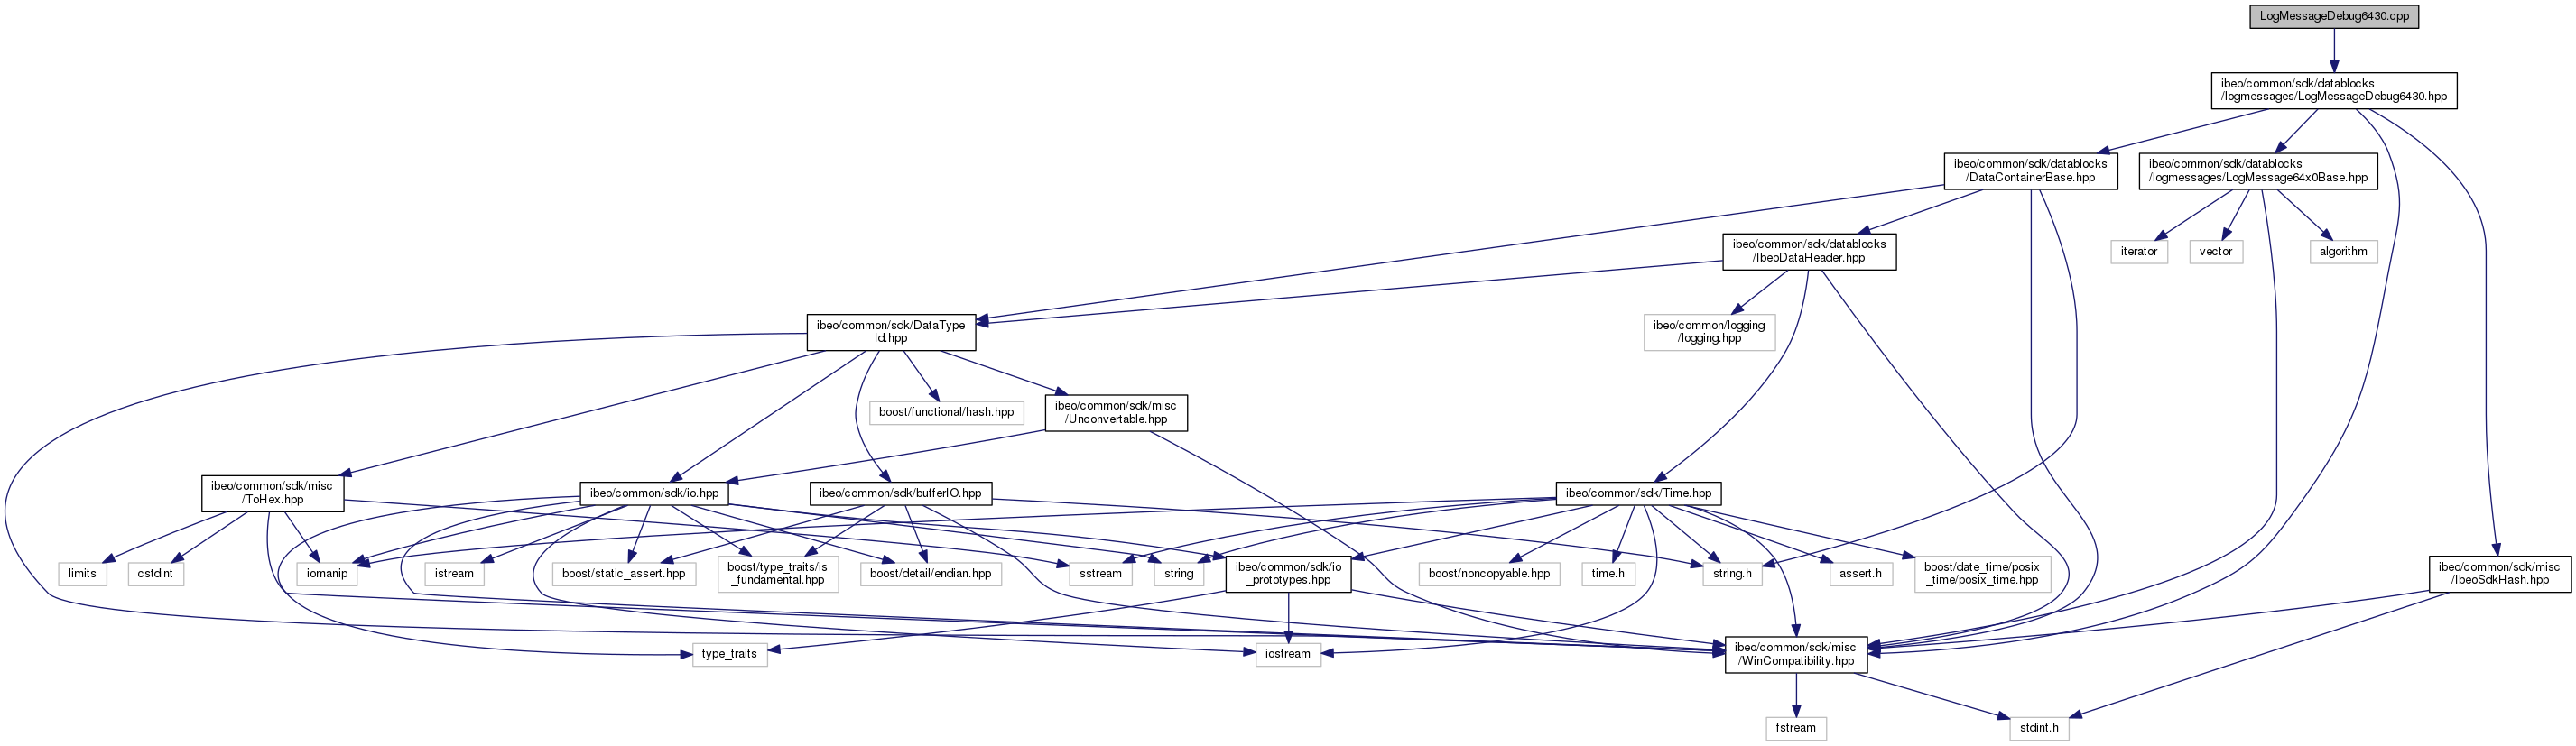 LogMessageDebug6430.cpp
ibeo/common/sdk/datablocks
/logmessages/LogMessageDebug6430.hpp
ibeo/common/sdk/datablocks
/DataContainerBase.hpp
ibeo/common/sdk/datablocks
/logmessages/LogMessage64x0Base.hpp
ibeo/common/sdk/datablocks
/IbeoDataHeader.hpp
iterator
vector
algorithm
ibeo/common/sdk/DataType
Id.hpp
ibeo/common/logging
/logging.hpp
boost/functional/hash.hpp
ibeo/common/sdk/misc
/Unconvertable.hpp
ibeo/common/sdk/misc
/ToHex.hpp
ibeo/common/sdk/io.hpp
ibeo/common/sdk/bufferIO.hpp
ibeo/common/sdk/Time.hpp
limits
cstdint
iomanip
istream
boost/static_assert.hpp
boost/type_traits/is
_fundamental.hpp
boost/detail/endian.hpp
sstream
string
ibeo/common/sdk/io
_prototypes.hpp
boost/noncopyable.hpp
time.h
string.h
assert.h
boost/date_time/posix
_time/posix_time.hpp
ibeo/common/sdk/misc
/IbeoSdkHash.hpp
type_traits
iostream
ibeo/common/sdk/misc
/WinCompatibility.hpp
fstream
stdint.h